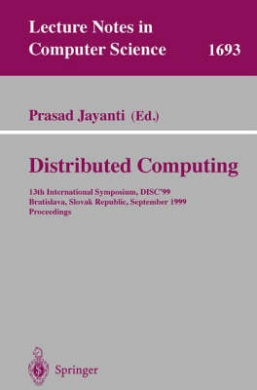 Lecture Notes in
Computer Science 1693
Prasad Jayanti (Ed.)
Distributed Computing
13th International Symposium, DISC'99
Bratislava, Slovak Republic, September 1999
Proceedings
Springer